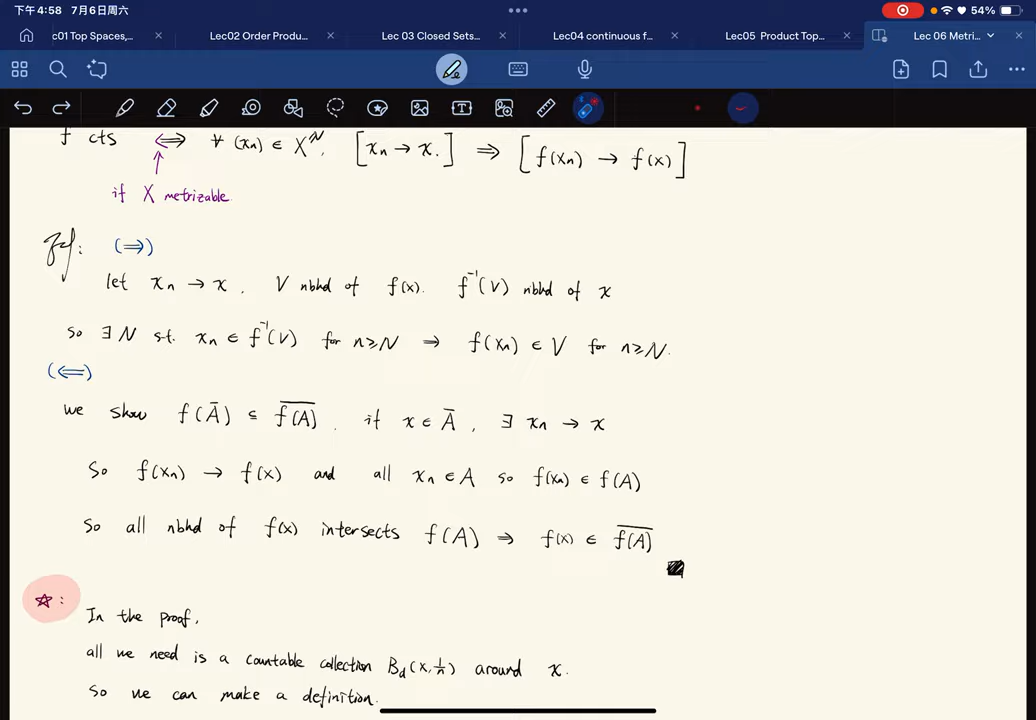 下午4:58 7月6日周六
54%
c01 Top Spaces,...
Lec02 Order Produ...
Lec 03 Closed Sets...
Lec04 continuous f...
Lec05 Product Top...
Lec 06 Metri...
f cts ⟺ ∀ (xn) ∈ X^N, [xn → x.] ⇒ [f(xn) → f(x)]
if X metrizable
pf: (⇒)
let xn → x. V nbhd of f(x). f⁻¹(V) nbhd of x
so ∃ N s.t. xn ∈ f⁻¹(V) for n≥N ⇒ f(xn) ∈ V for n≥N.
(⇐)
we show f(Ā) ⊆ \overline{f(A)}. if x ∈ Ā, ∃ xn → x
So f(xn) → f(x) and all xn ∈ A so f(xn) ∈ f(A)
So all nbhd of f(x) intersects f(A) ⇒ f(x) ∈ \overline{f(A)}
☆:
In the proof,
all we need is a countable collection B_d(x, 1/n) around x.
So we can make a definition.